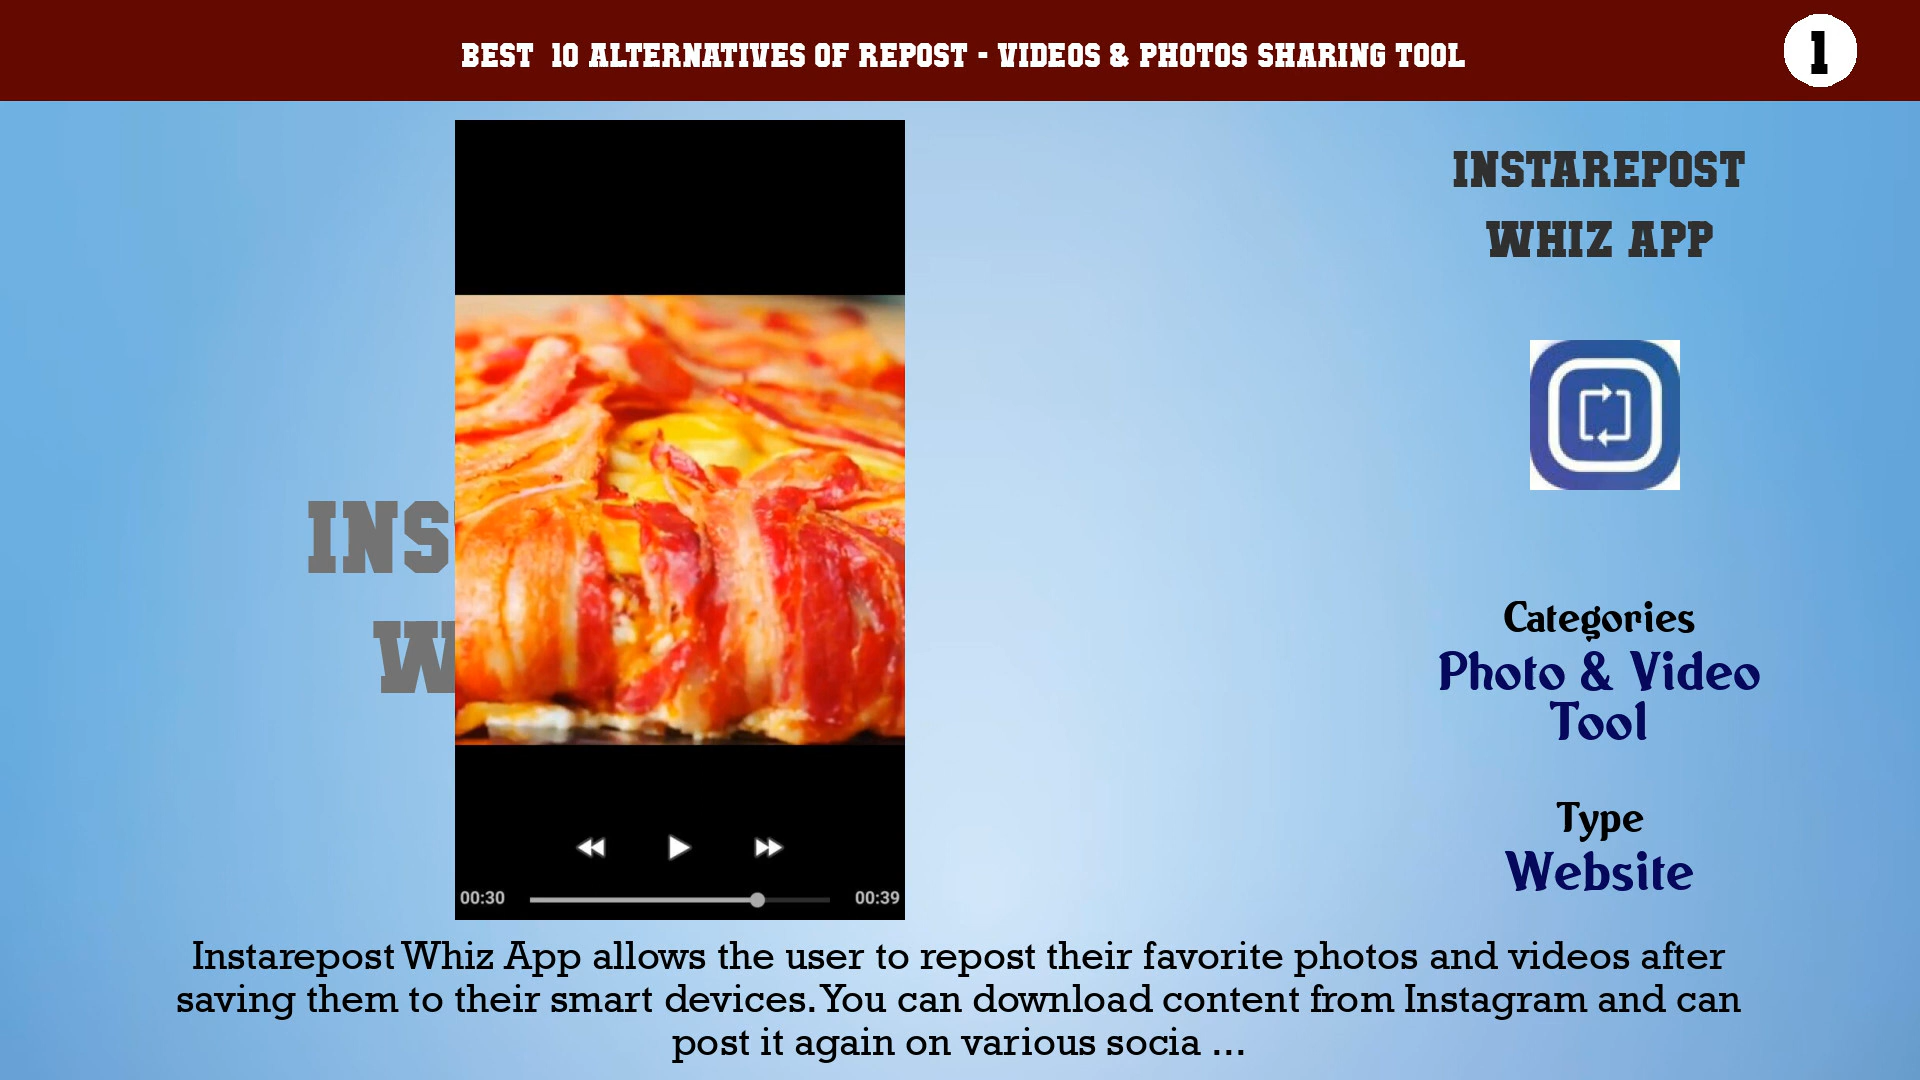 BEST 10 ALTERNATIVES OF REPOST - VIDEOS & PHOTOS SHARING TOOL
1
INSTAREPOST
WHIZ APP
INS
W
Categories
Photo & Video
Tool
Type
Website
00:30
00:39
Instarepost Whiz App allows the user to repost their favorite photos and videos after
saving them to their smart devices. You can download content from Instagram and can
post it again on various socia ...